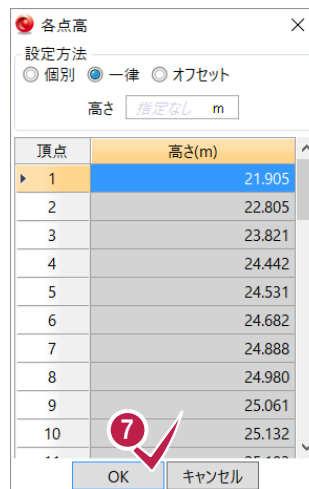 各点高
設定方法
個別 一律 オフセット
高さ 指定なし m
頂点 高さ(m)
1 21.905
2 22.805
3 23.821
4 24.442
5 24.531
6 24.682
7 24.888
8 24.980
9 25.061
10 25.132
7
OK キャンセル